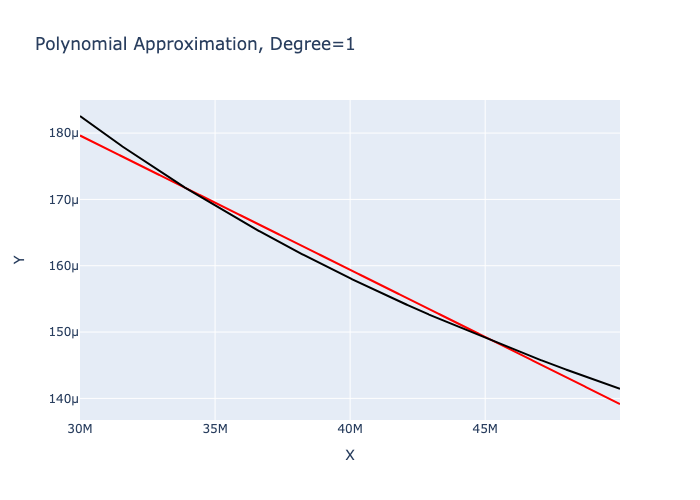 Polynomial Approximation, Degree=1
180μ
170μ
160μ
150μ
140μ
Y
30M
35M
40M
45M
X